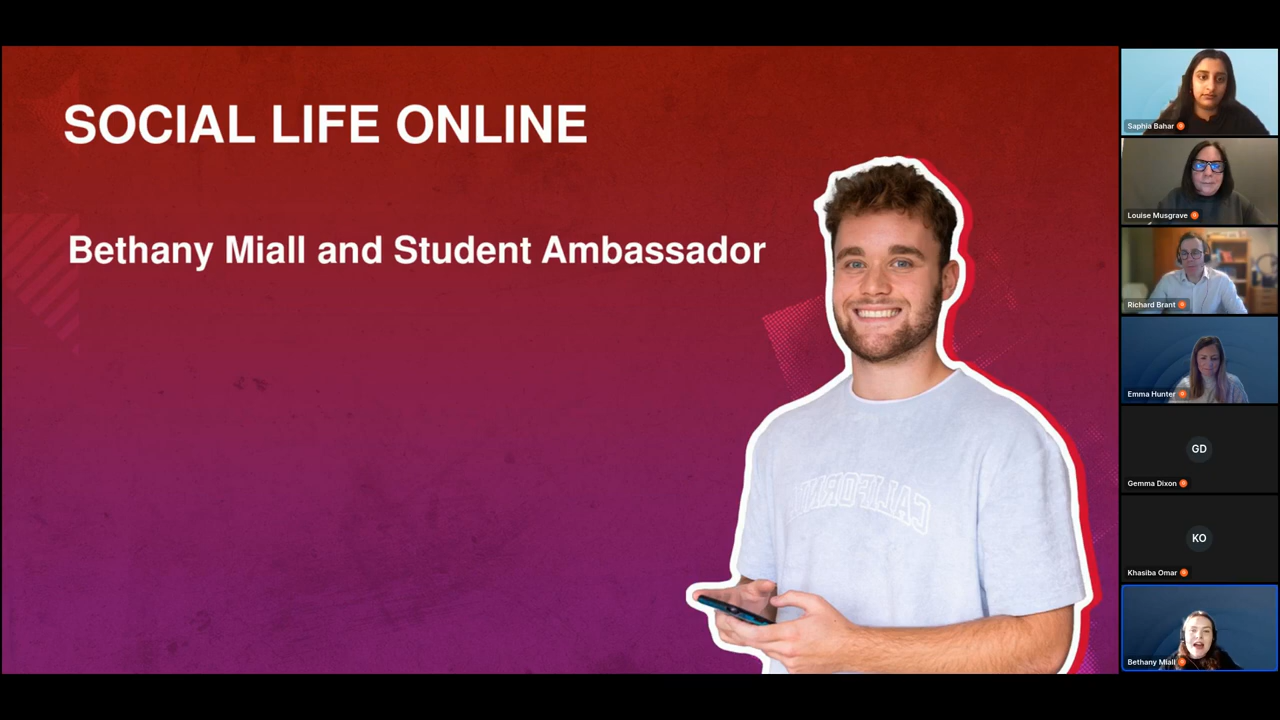 SOCIAL LIFE ONLINE
Bethany Miall and Student Ambassador
CALIFORNIA
Saphia Bahar
Louise Musgrave
Richard Brant
Emma Hunter
GD
Gemma Dixon
KO
Khasiba Omar
Bethany Miall